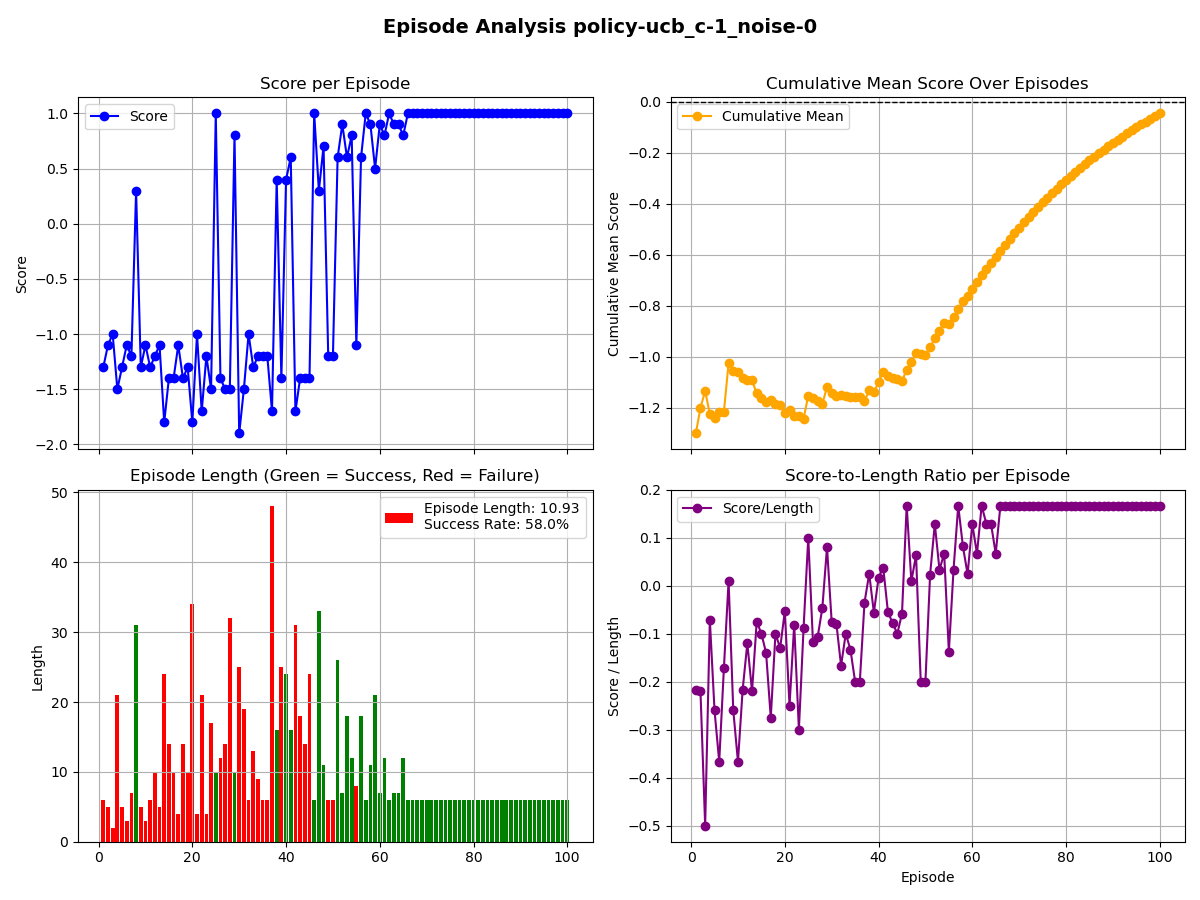 Episode Analysis policy-ucb_c-1_noise-0
Score per Episode
Score
1.0
0.5
0.0
−0.5
−1.0
−1.5
−2.0
Score
Cumulative Mean Score Over Episodes
Cumulative Mean
0.0
−0.2
−0.4
−0.6
−0.8
−1.0
−1.2
Cumulative Mean Score
Episode Length (Green = Success, Red = Failure)
Episode Length: 10.93
Success Rate: 58.0%
50
40
30
20
10
0
Length
0 20 40 60 80 100
Score-to-Length Ratio per Episode
Score/Length
0.2
0.1
0.0
−0.1
−0.2
−0.3
−0.4
−0.5
Score / Length
0 20 40 60 80 100
Episode